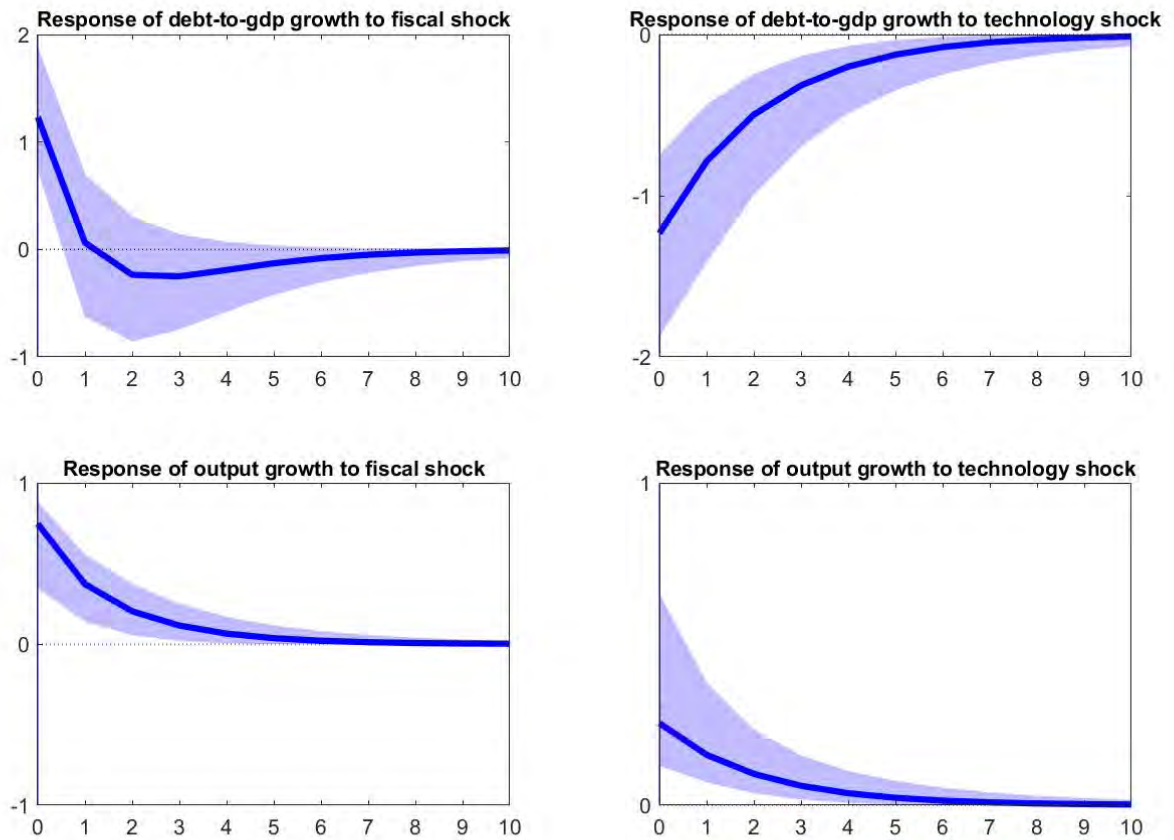 Response of debt-to-gdp growth to fiscal shock
2
1
0
-1
0 1 2 3 4 5 6 7 8 9 10
Response of debt-to-gdp growth to technology shock
0
-1
-2
0 1 2 3 4 5 6 7 8 9 10
Response of output growth to fiscal shock
1
0
-1
0 1 2 3 4 5 6 7 8 9 10
Response of output growth to technology shock
1
0
0 1 2 3 4 5 6 7 8 9 10